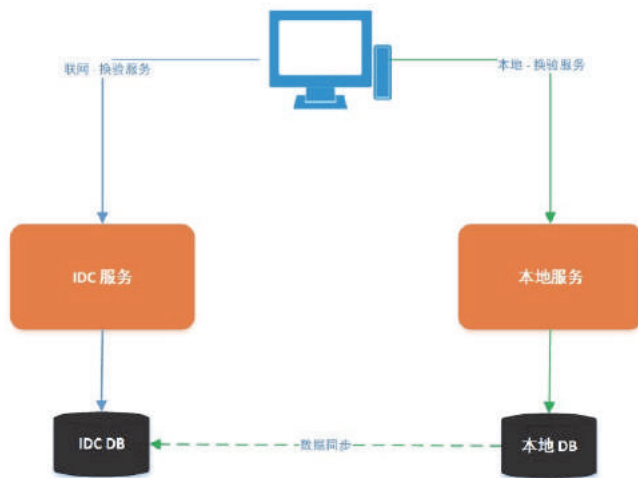 联网 - 换验服务
本地 - 换验服务
IDC 服务
本地服务
IDC DB
数据同步
本地 DB